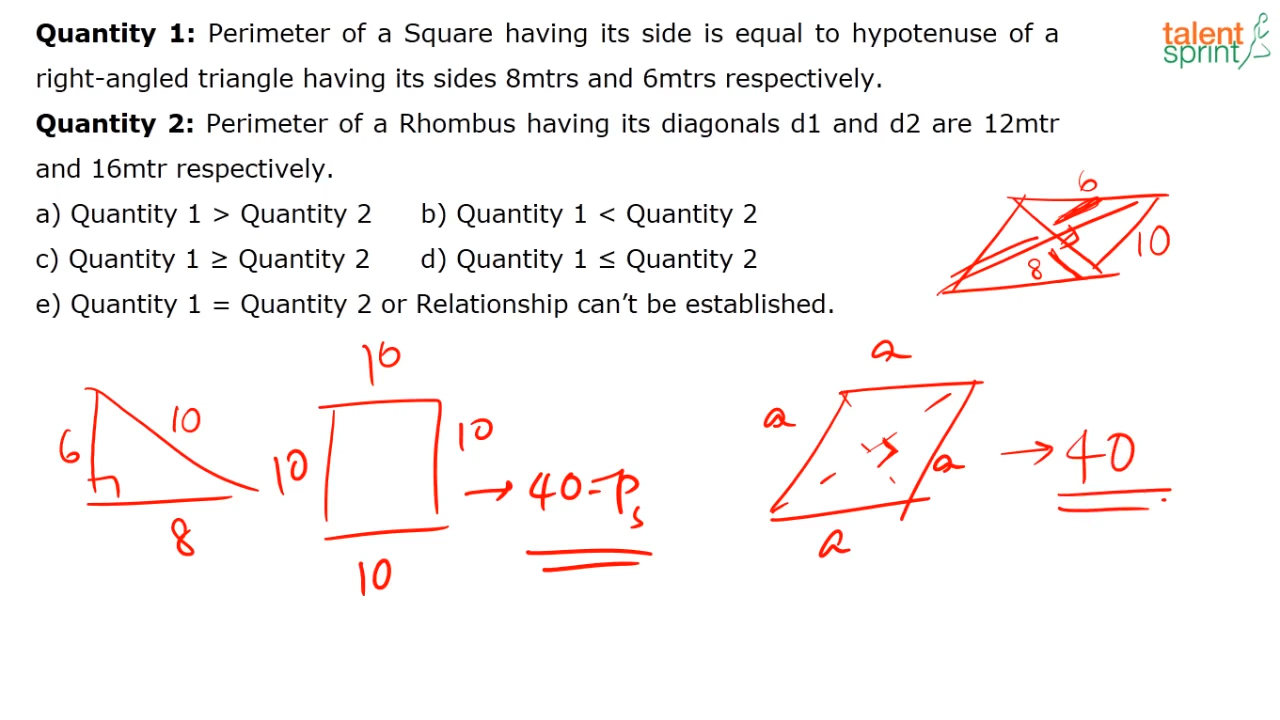 Quantity 1: Perimeter of a Square having its side is equal to hypotenuse of a
right-angled triangle having its sides 8mtrs and 6mtrs respectively.
Quantity 2: Perimeter of a Rhombus having its diagonals d1 and d2 are 12mtr
and 16mtr respectively.
a) Quantity 1 > Quantity 2 b) Quantity 1 < Quantity 2
c) Quantity 1 ≥ Quantity 2 d) Quantity 1 ≤ Quantity 2
e) Quantity 1 = Quantity 2 or Relationship can't be established.
talent
sprint
6
10
8
6
10
8
10
10
10
10
→ 40 = Ps
a
a
a
a
→ 40